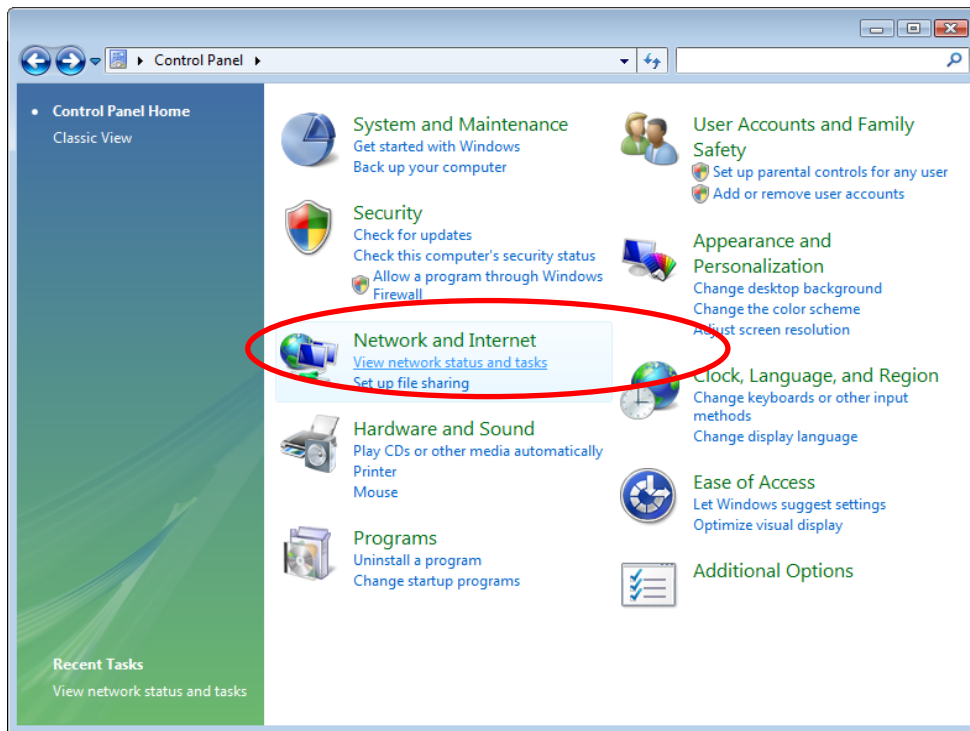 Control Panel
Control Panel Home
Classic View
System and Maintenance
Get started with Windows
Back up your computer
Security
Check for updates
Check this computer's security status
Allow a program through Windows
Firewall
Network and Internet
View network status and tasks
Set up file sharing
Hardware and Sound
Play CDs or other media automatically
Printer
Mouse
Programs
Uninstall a program
Change startup programs
User Accounts and Family
Safety
Set up parental controls for any user
Add or remove user accounts
Appearance and
Personalization
Change desktop background
Change the color scheme
Adjust screen resolution
Clock, Language, and Region
Change keyboards or other input
methods
Change display language
Ease of Access
Let Windows suggest settings
Optimize visual display
Additional Options
Recent Tasks
View network status and tasks